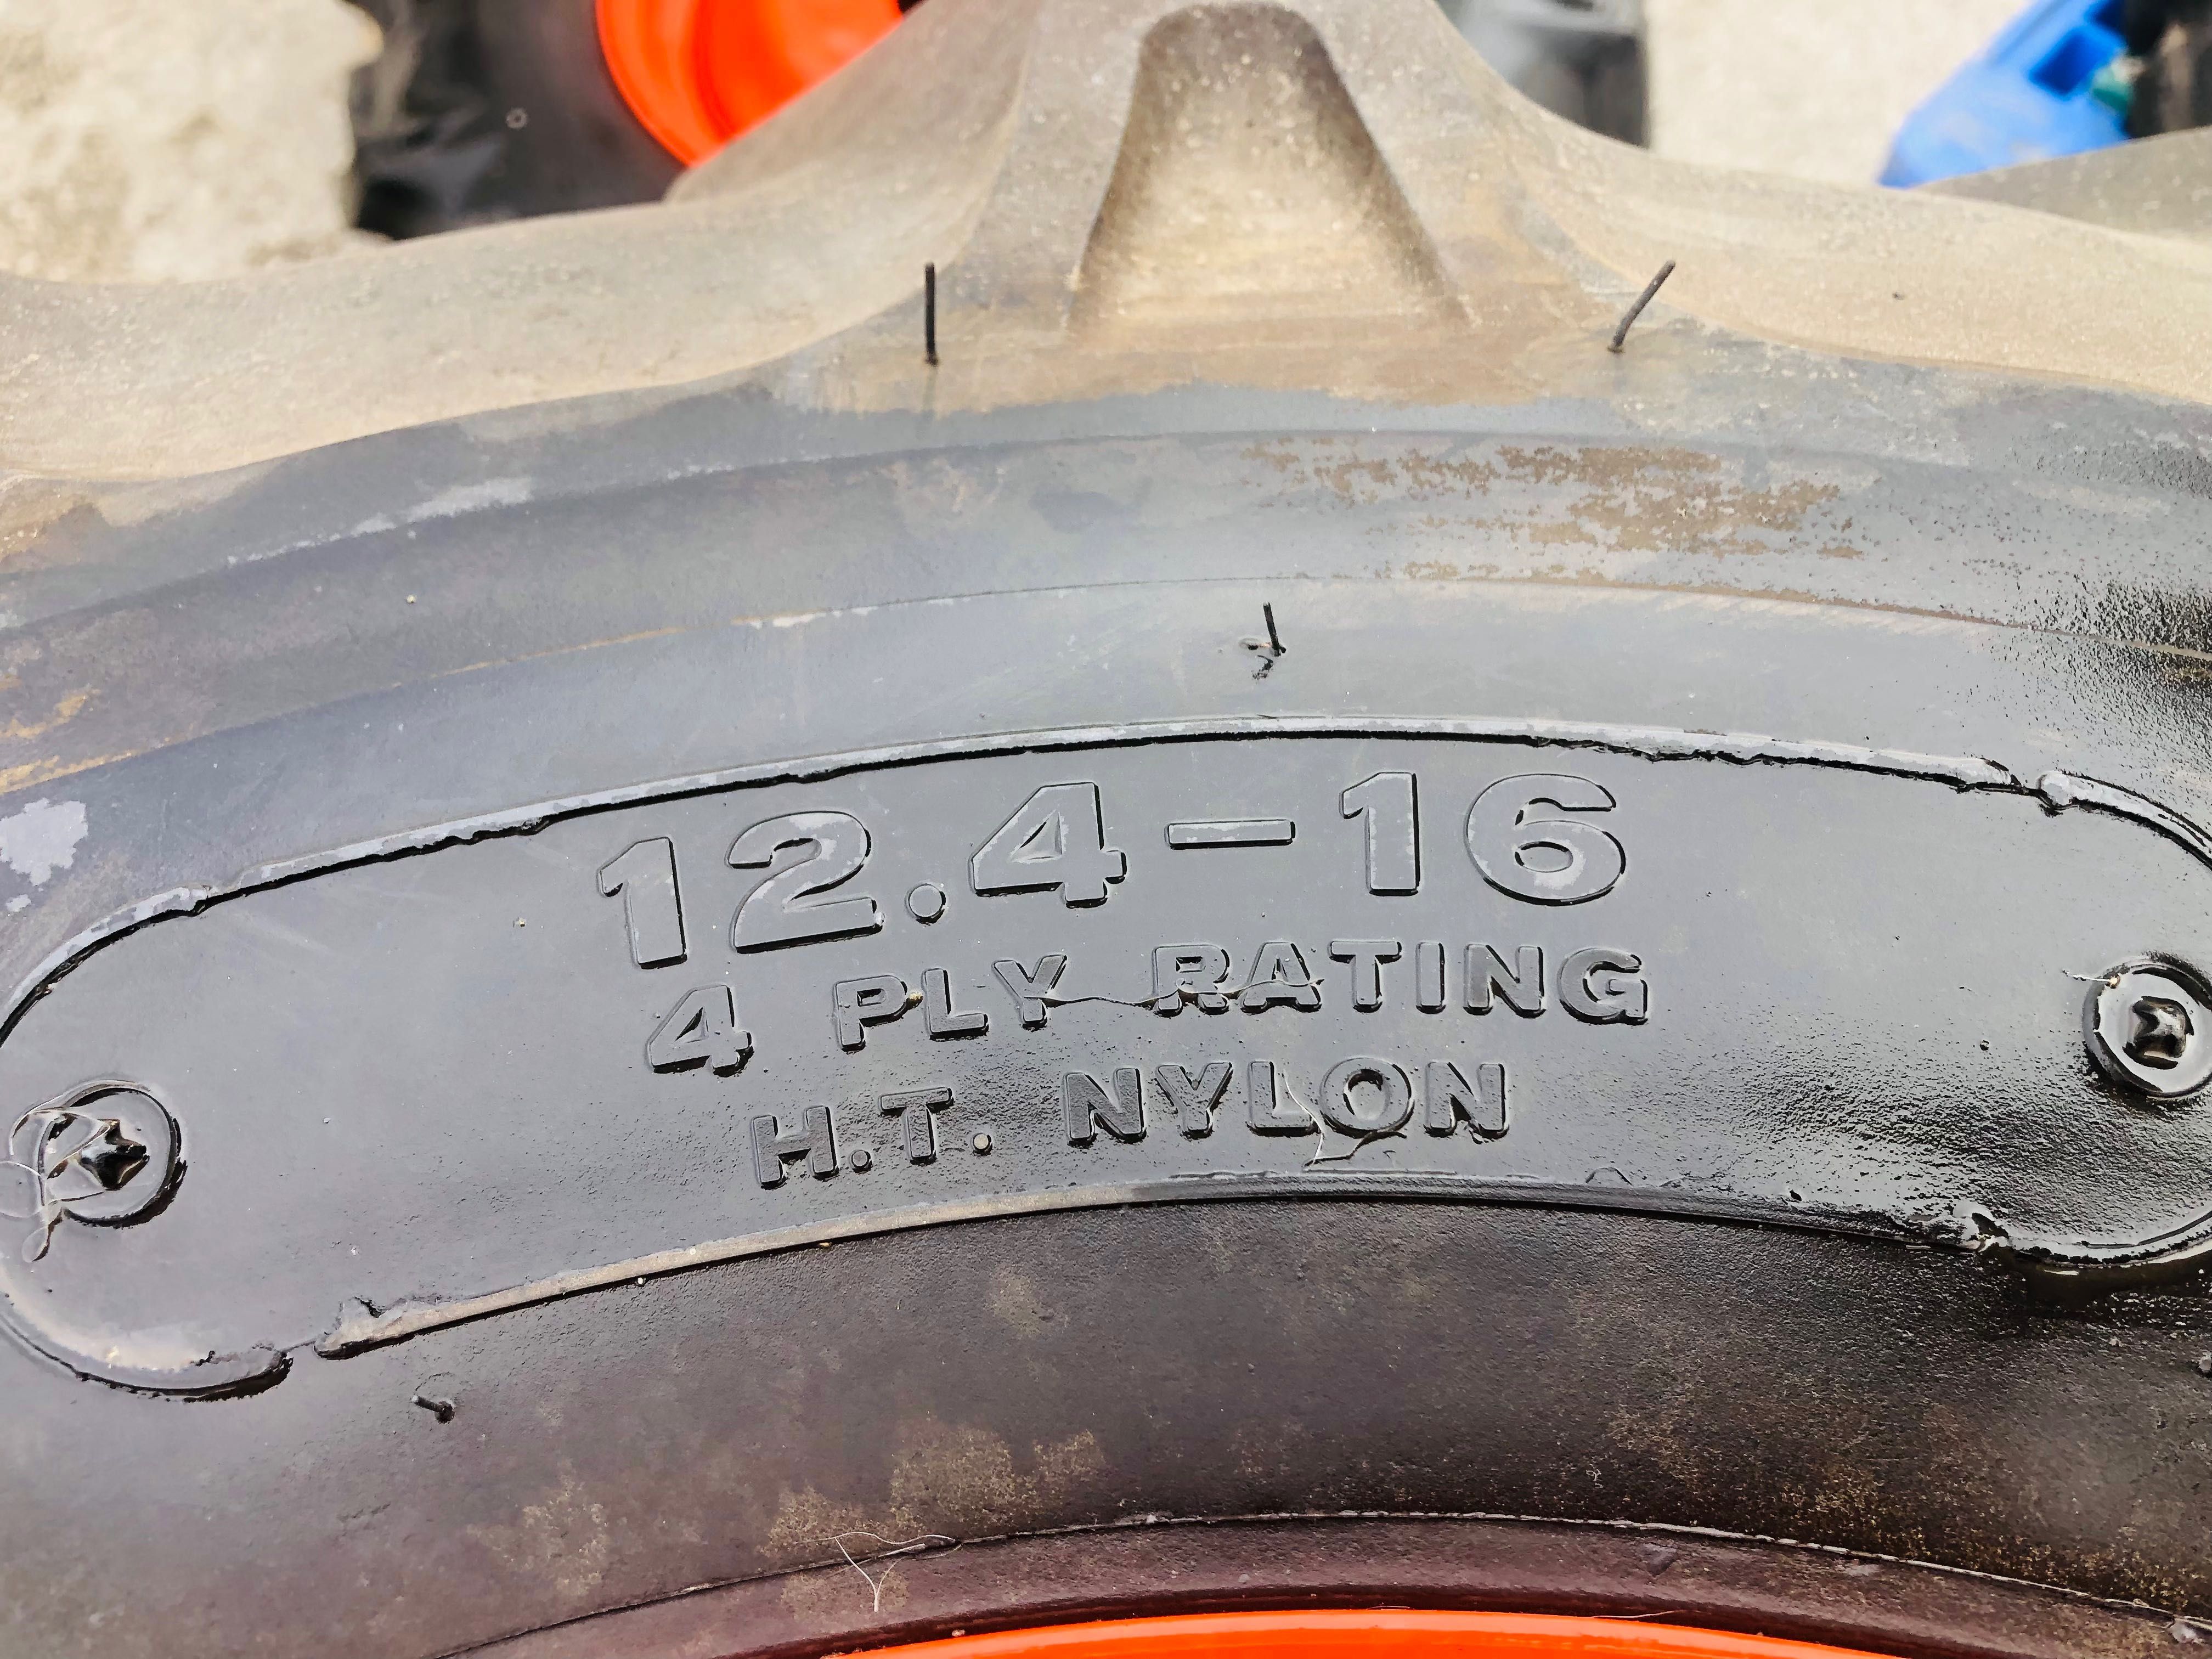 12.4-16
4 PLY RATING
H.T. NYLON